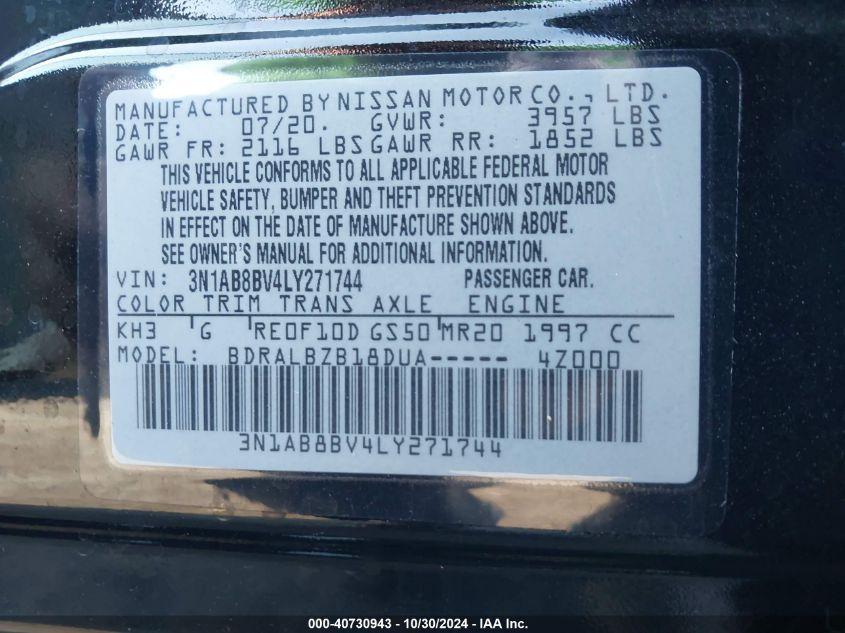 MANUFACTURED BY NISSAN MOTOR CO., LTD.
DATE: 07/20. GVWR: 3957 LBS
GAWR FR: 2116 LBS GAWR RR: 1852 LBS
THIS VEHICLE CONFORMS TO ALL APPLICABLE FEDERAL MOTOR
VEHICLE SAFETY, BUMPER AND THEFT PREVENTION STANDARDS
IN EFFECT ON THE DATE OF MANUFACTURE SHOWN ABOVE.
SEE OWNER'S MANUAL FOR ADDITIONAL INFORMATION.
VIN: 3N1AB8BV4LY271744 PASSENGER CAR.
COLOR TRIM TRANS AXLE ENGINE
KH3 G RE0F10D GS50 MR20 1997 CC
MODEL: BDRALBZB18DUA----- 4Z000
3N1AB8BV4LY271744
000-40730943 - 10/30/2024 - IAA Inc.